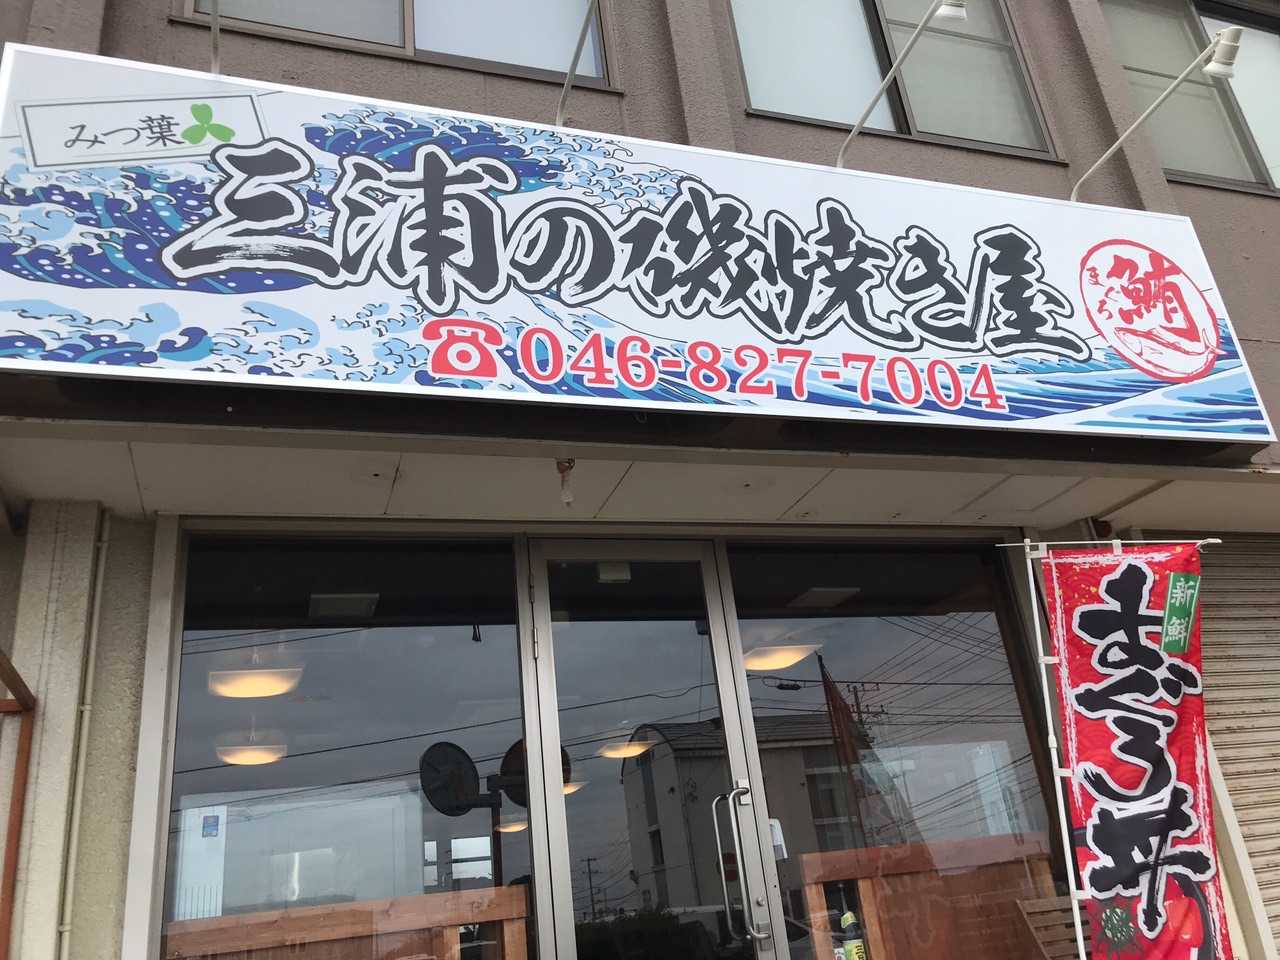 みつ葉
三浦の磯焼き屋
☎046-827-7004
まぐろ
鮪
新鮮
まぐろ丼